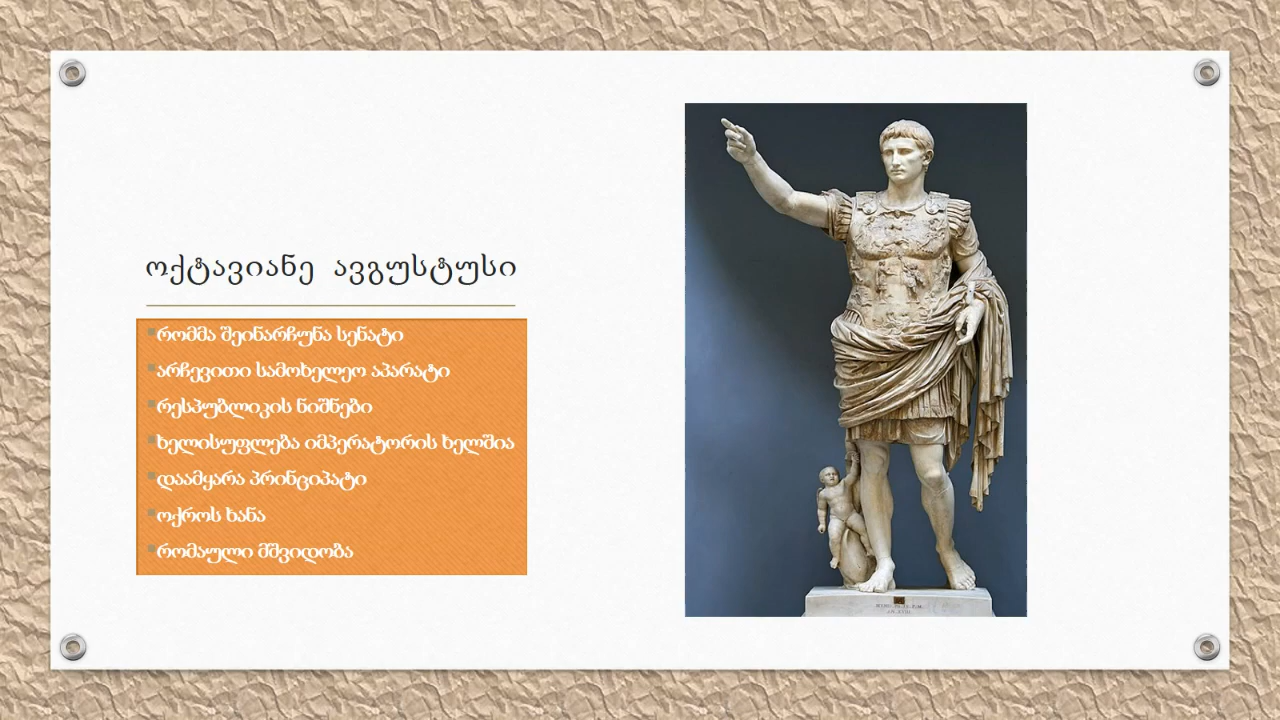 ოქტავიანე ავგუსტუსი
რომმა შეინარჩუნა სენატი
არჩევითი სამოხელეო აპარატი
რესპუბლიკის ნიშნები
ხელისუფლება იმპერატორის ხელშია
დაამყარა პრინციპატი
ოქროს ხანა
რომაული მშვიდობა